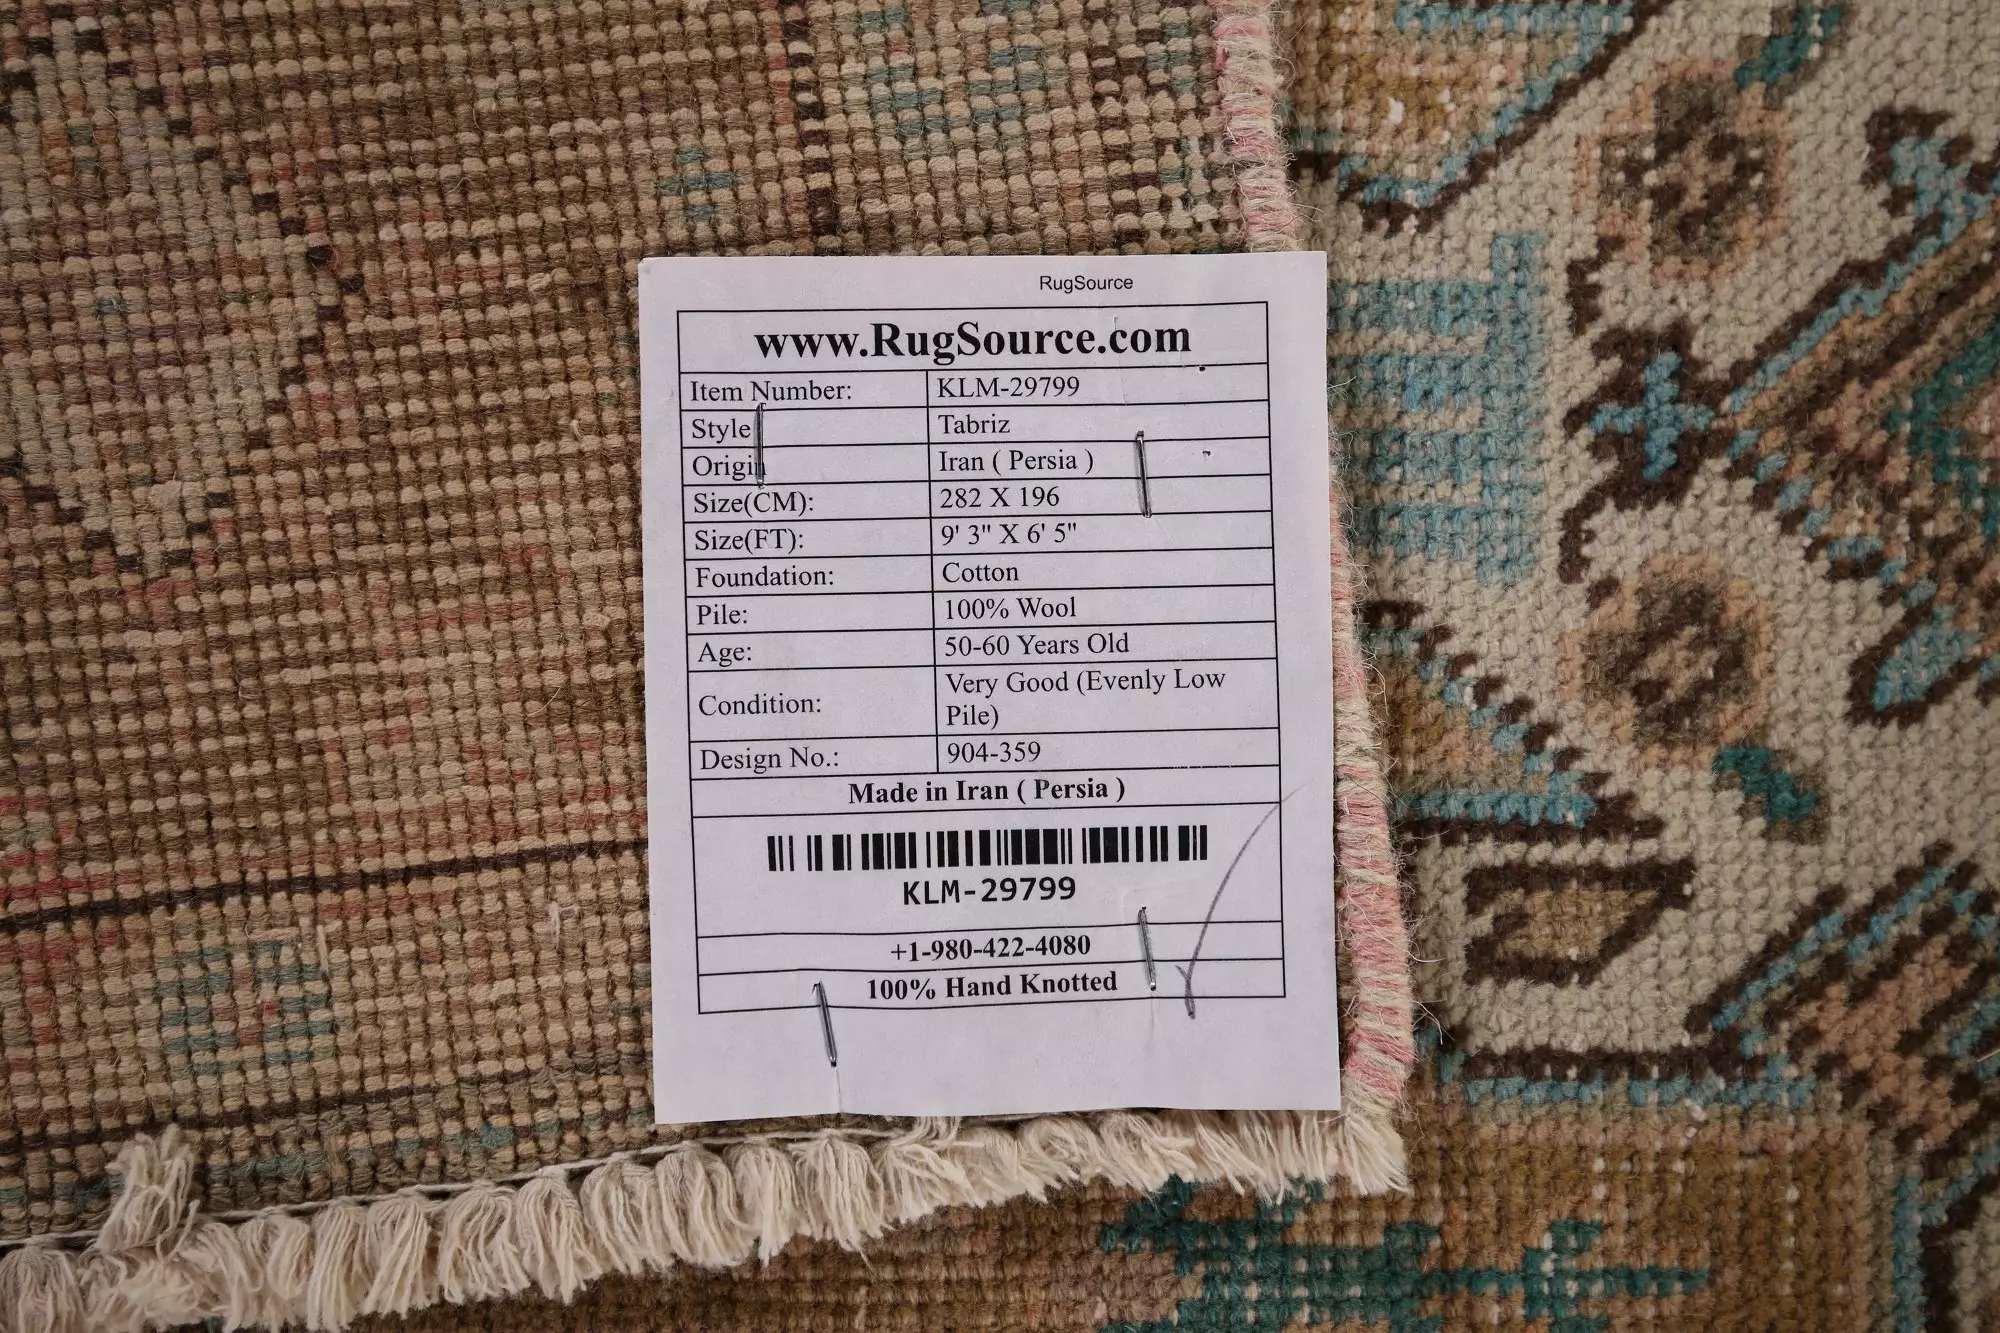 RugSource
www.RugSource.com
Item Number: KLM-29799
Style Tabriz
Origin Iran ( Persia )
Size(CM): 282 X 196
Size(FT): 9' 3" X 6' 5"
Foundation: Cotton
Pile: 100% Wool
Age: 50-60 Years Old
Condition: Very Good (Evenly Low
Pile)
Design No.: 904-359
Made in Iran ( Persia )
KLM-29799
+1-980-422-4080
100% Hand Knotted